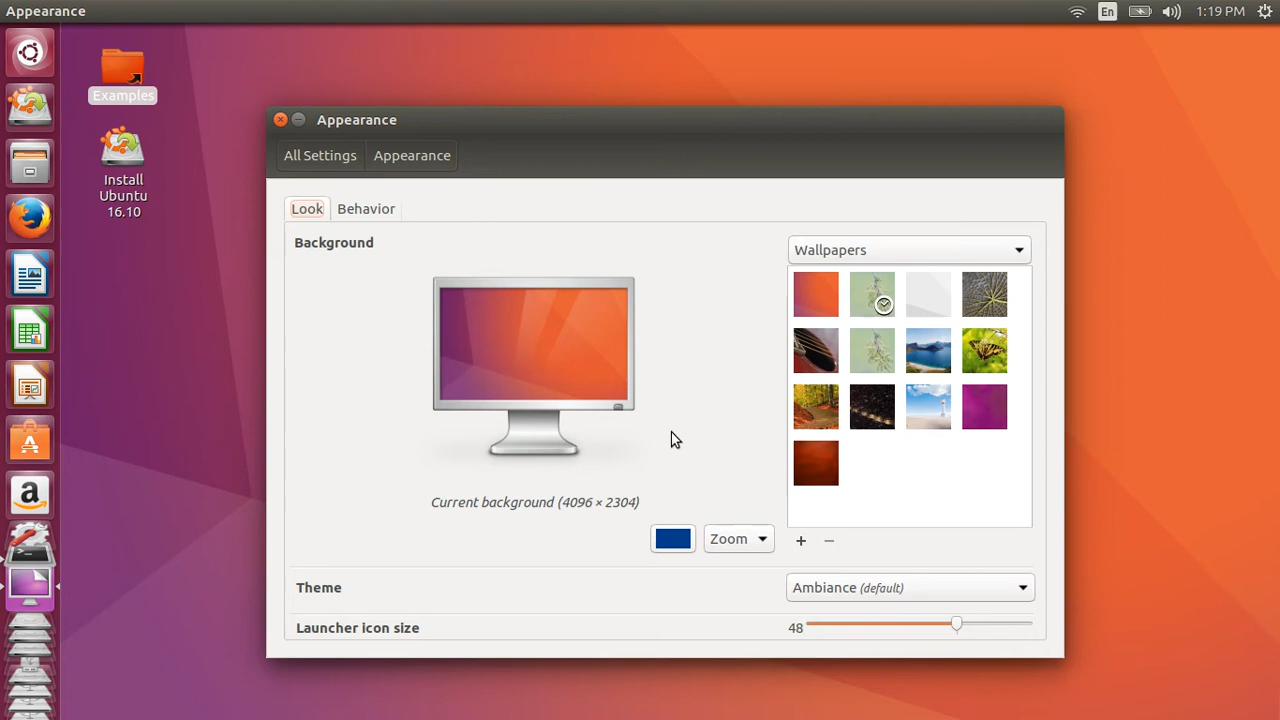 Appearance
En
1:19 PM
Examples
Install
Ubuntu
16.10
Appearance
All Settings
Appearance
Look
Behavior
Background
Wallpapers
Current background (4096 × 2304)
Zoom
Theme
Ambiance (default)
Launcher icon size
48